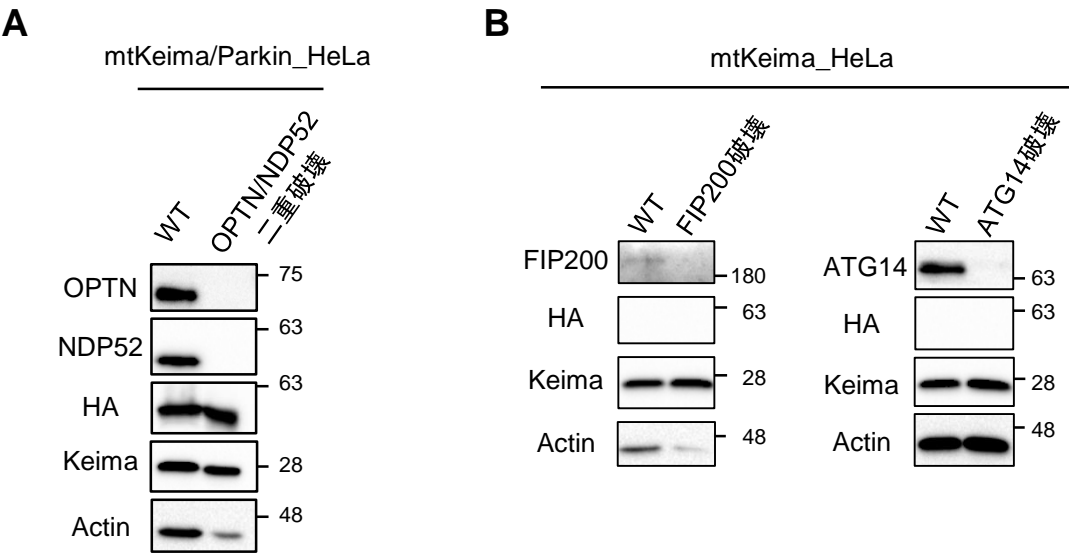 A
mtKeima/Parkin_HeLa
WT
OPTN/NDP52
二重破壊
OPTN
75
NDP52
63
HA
63
Keima
28
Actin
48
B
mtKeima_HeLa
WT
FIP200破壊
FIP200
180
HA
63
Keima
28
Actin
48
WT
ATG14破壊
ATG14
63
HA
63
Keima
28
Actin
48